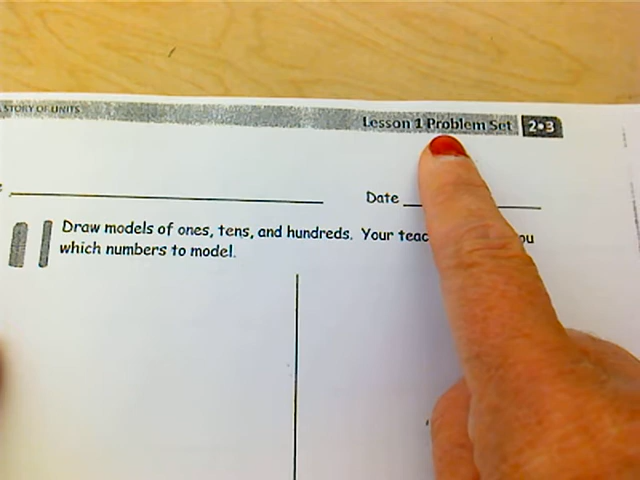 STORY OF UNITS
Lesson 1 Problem Set 2•3
Date
Draw models of ones, tens, and hundreds. Your
which numbers to model.